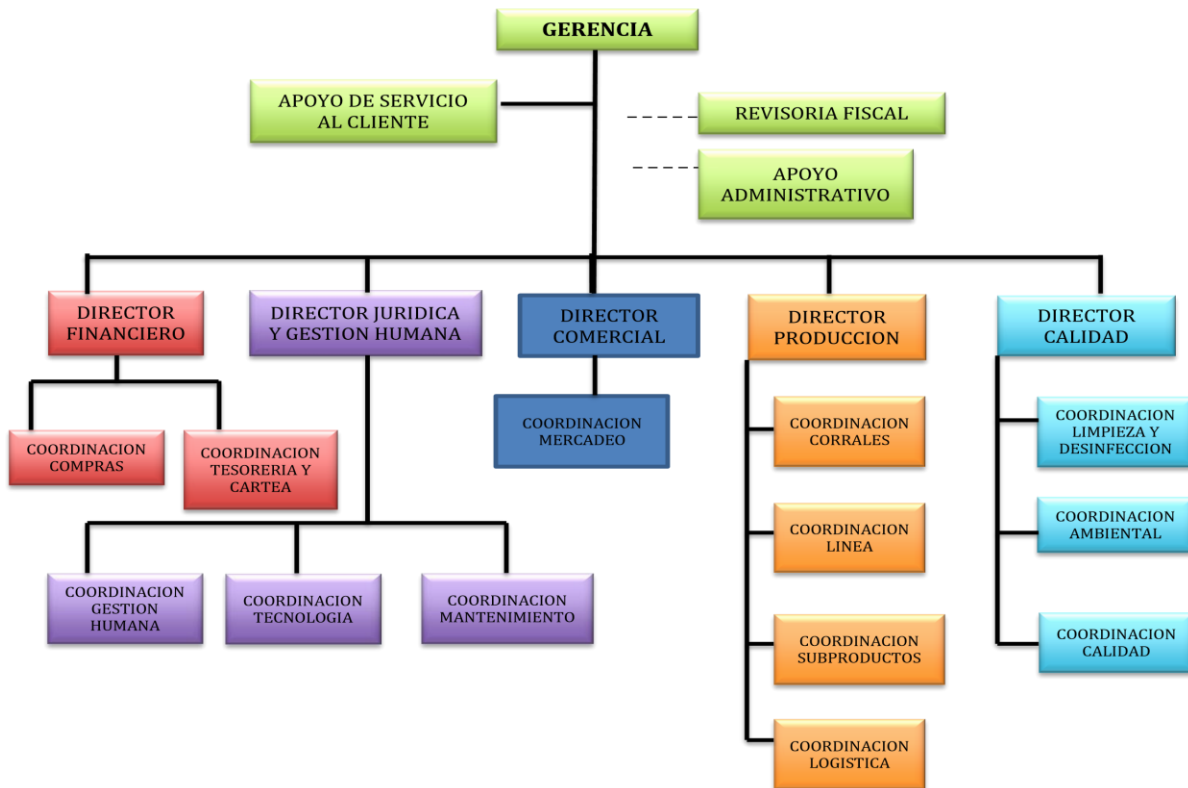 GERENCIA
APOYO DE SERVICIO
AL CLIENTE
REVISORIA FISCAL
APOYO
ADMINISTRATIVO
DIRECTOR
FINANCIERO
DIRECTOR JURIDICA
Y GESTION HUMANA
DIRECTOR
COMERCIAL
DIRECTOR
PRODUCCION
DIRECTOR
CALIDAD
COORDINACION
COMPRAS
COORDINACION
TESORERIA Y
CARTEA
COORDINACION
MERCADEO
COORDINACION
CORRALES
COORDINACION
LIMPIEZA Y
DESINFECCION
COORDINACION
LINEA
COORDINACION
AMBIENTAL
COORDINACION
GESTION
HUMANA
COORDINACION
TECNOLOGIA
COORDINACION
MANTENIMIENTO
COORDINACION
SUBPRODUCTOS
COORDINACION
CALIDAD
COORDINACION
LOGISTICA